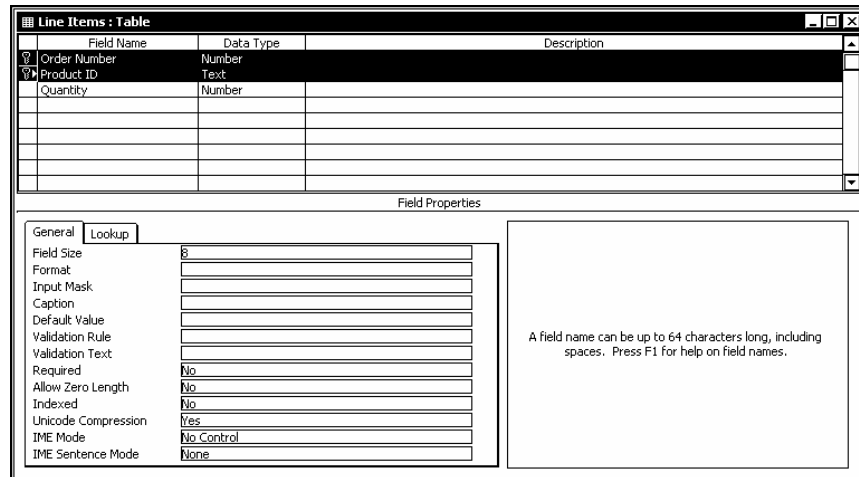 Line Items : Table
Field Name Data Type Description
Order Number Number
Product ID Text
Quantity Number
Field Properties
General Lookup
Field Size 8
Format
Input Mask
Caption
Default Value
Validation Rule
Validation Text
Required No
Allow Zero Length No
Indexed No
Unicode Compression Yes
IME Mode No Control
IME Sentence Mode None
A field name can be up to 64 characters long, including
spaces. Press F1 for help on field names.